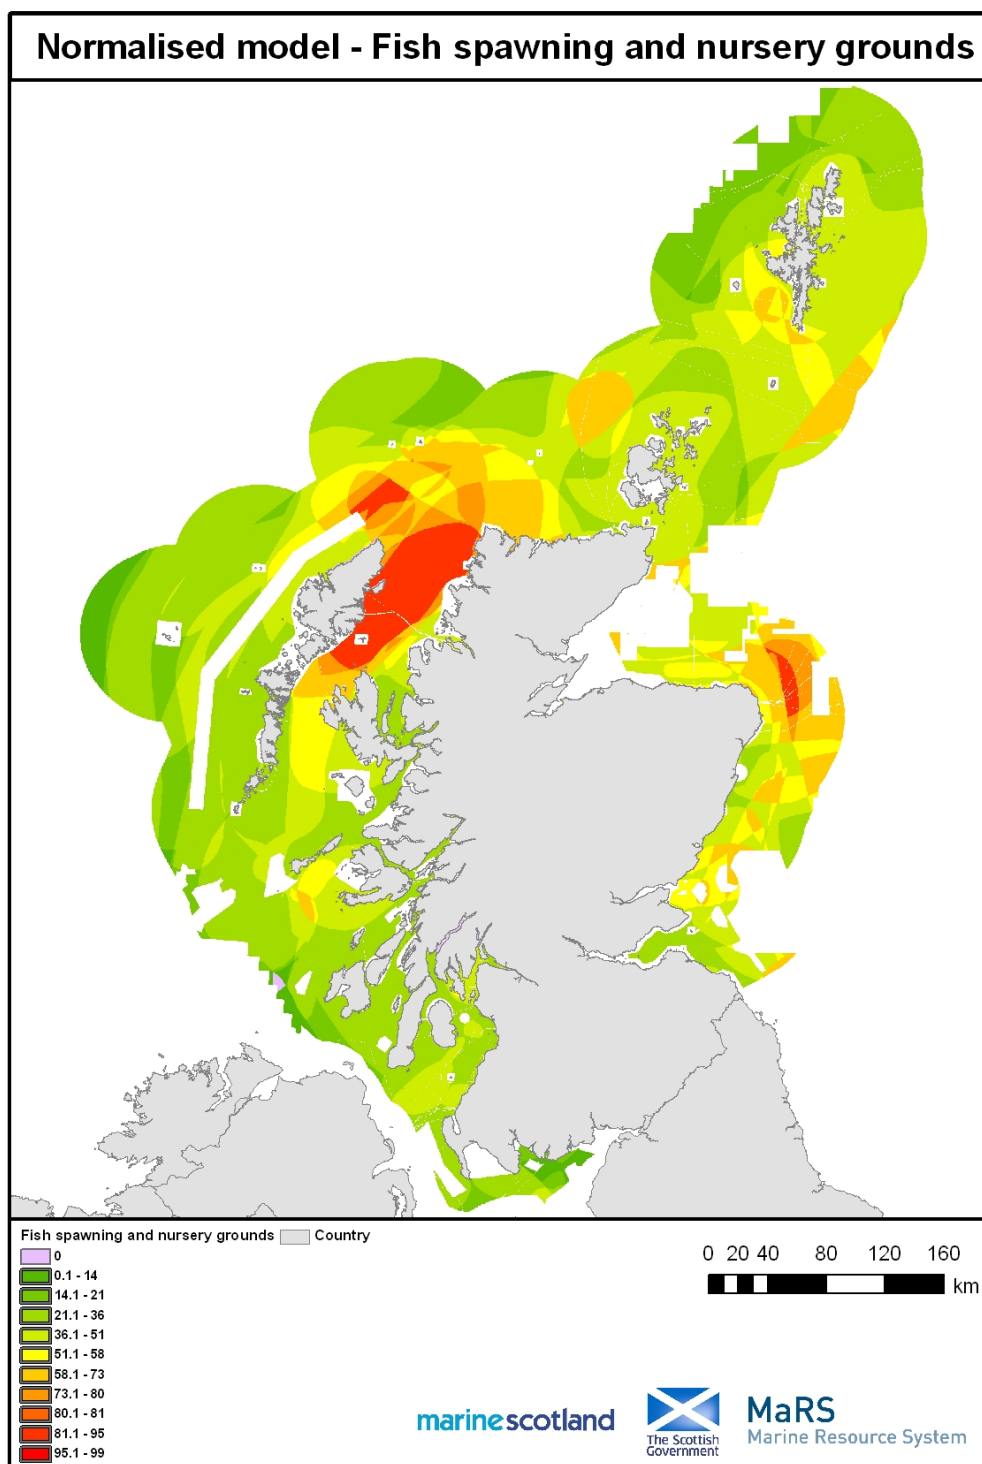 Normalised model - Fish spawning and nursery grounds
Fish spawning and nursery grounds Country
0
0.1 - 14
14.1 - 21
21.1 - 36
36.1 - 51
51.1 - 58
58.1 - 73
73.1 - 80
80.1 - 81
81.1 - 95
95.1 - 99
0 20 40 80 120 160
km
marinescotland
The Scottish
Government
MaRS
Marine Resource System